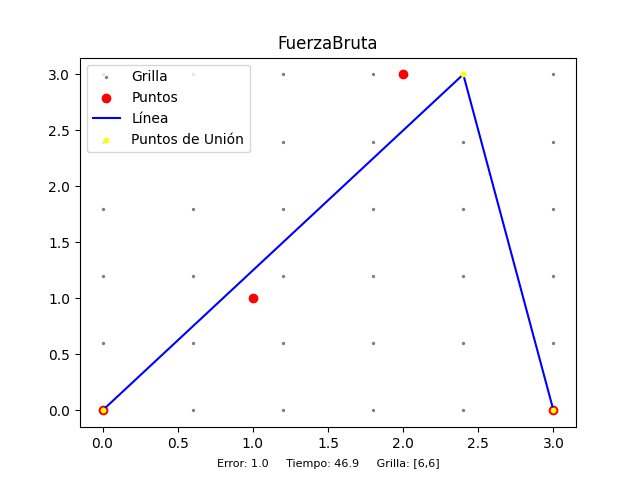 FuerzaBruta
Grilla
Puntos
Línea
Puntos de Unión
3.0
2.5
2.0
1.5
1.0
0.5
0.0
0.0 0.5 1.0 1.5 2.0 2.5 3.0
Error: 1.0 Tiempo: 46.9 Grilla: [6,6]